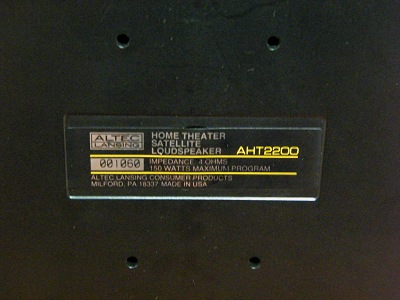 ALTEC
LANSING
HOME THEATER
SATELLITE
LOUDSPEAKER
AHT2200
001060
IMPEDANCE, 4 OHMS
150 WATTS MAXIMUM PROGRAM
ALTEC LANSING CONSUMER PRODUCTS
MILFORD, PA 18337 MADE IN USA